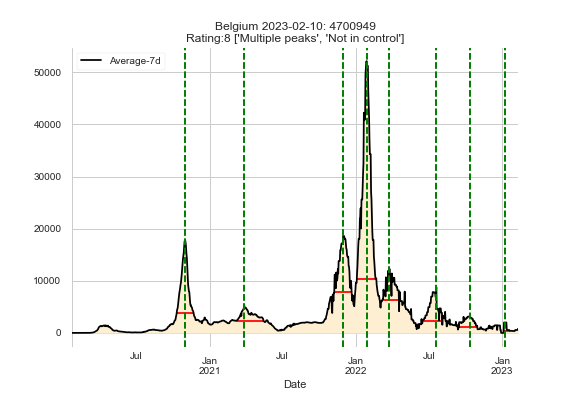 Belgium 2023-02-10: 4700949
Rating:8 ['Multiple peaks', 'Not in control']
Average-7d
50000
40000
30000
20000
10000
0
Jul
Jan
2021
Jul
Jan
2022
Jul
Jan
2023
Date